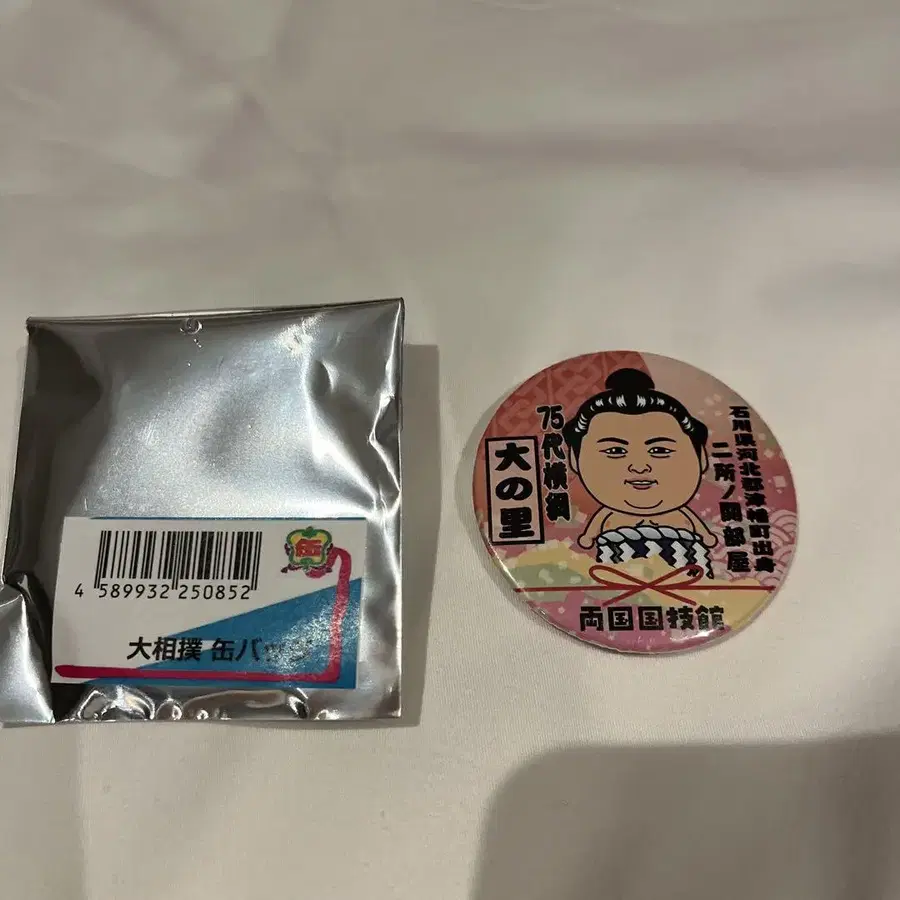 缶
4 589932 250852
大相撲 缶バッジ
75代横綱
大の里
石川県河北郡津幡町出身
二所ノ関部屋
両国国技館